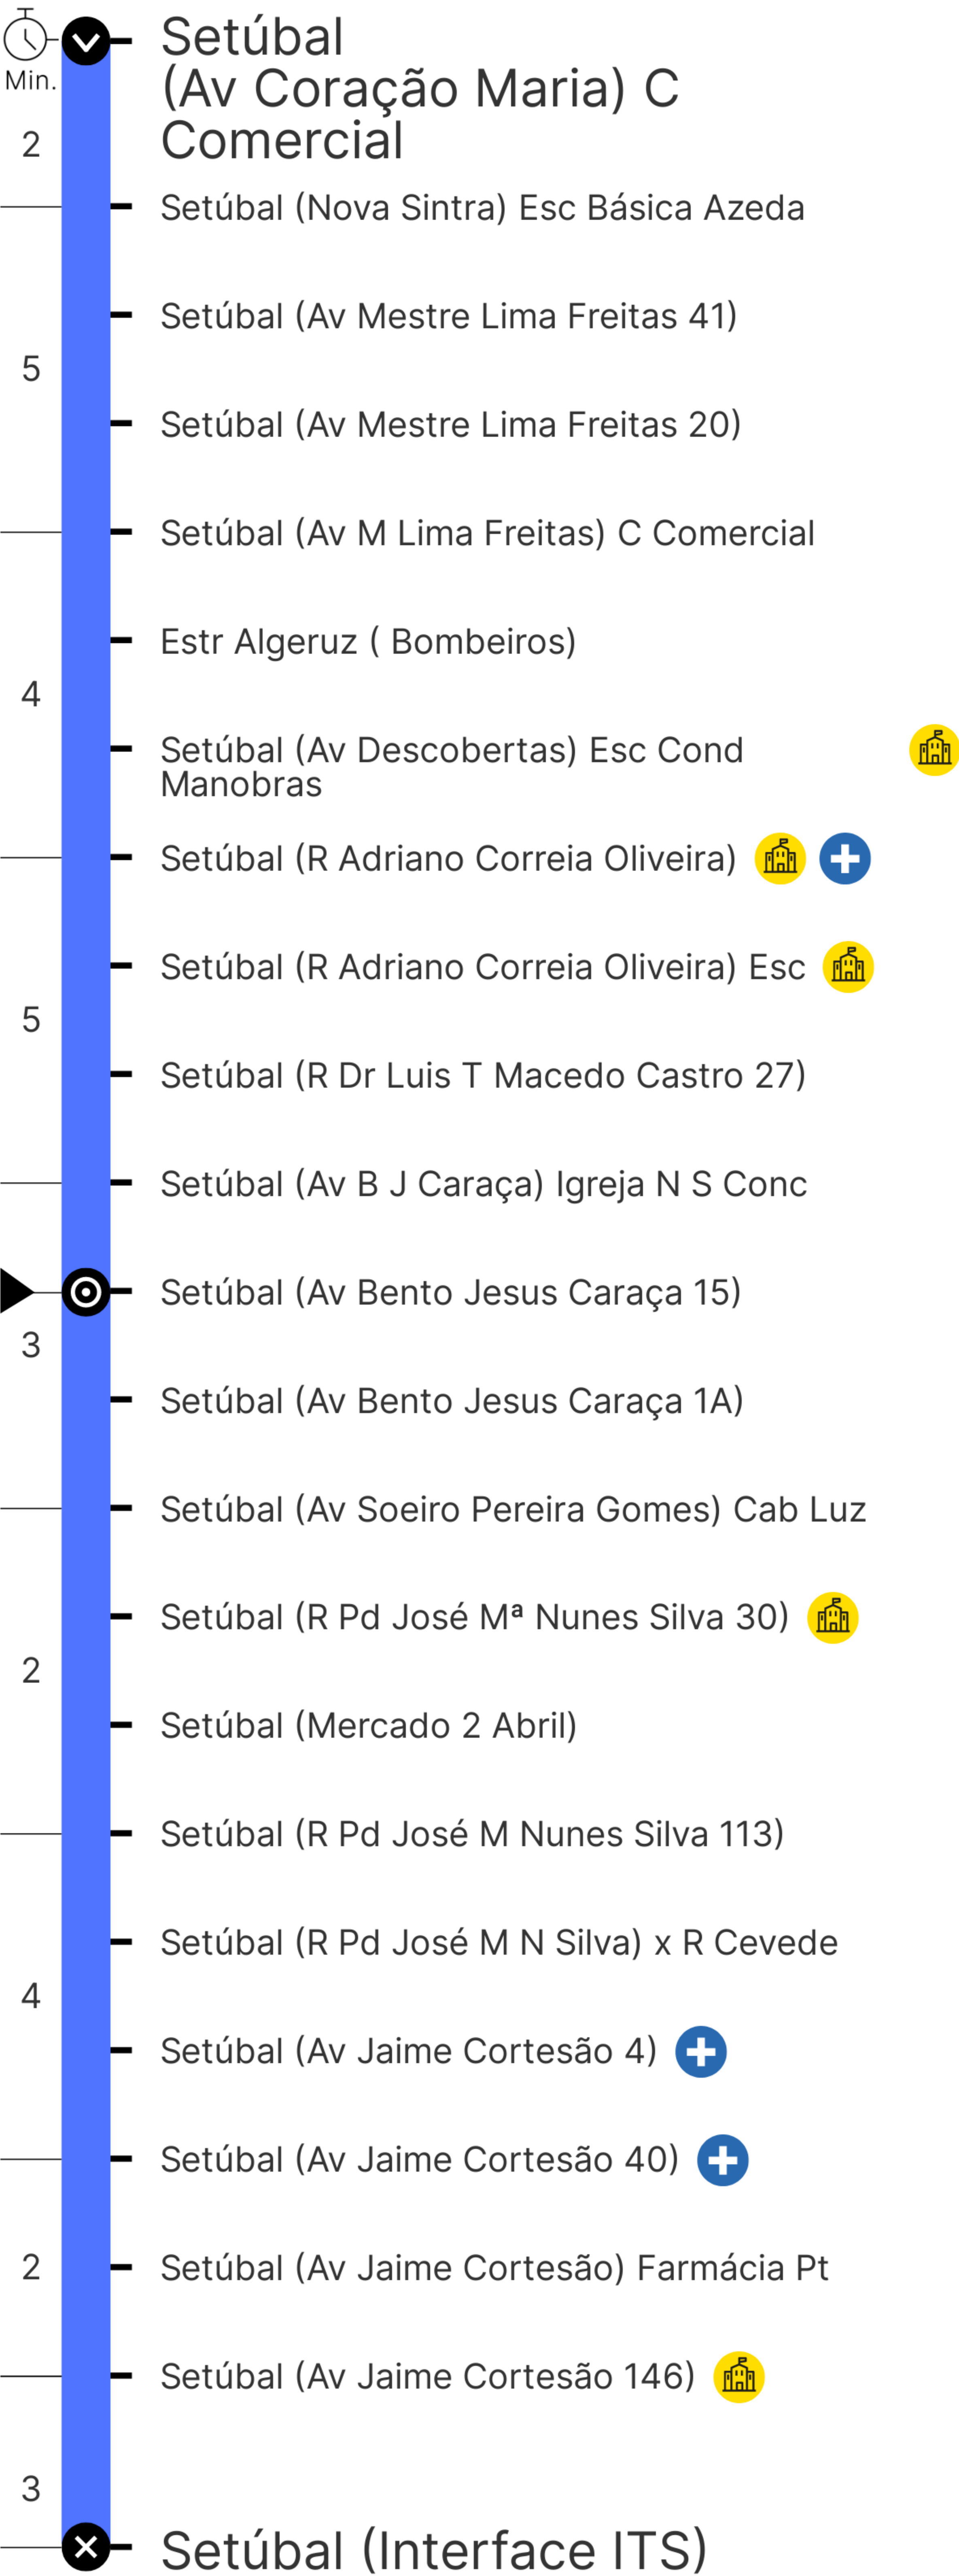 Setúbal
(Av Coração Maria) C
Comercial
Min.
2
Setúbal (Nova Sintra) Esc Básica Azeda
Setúbal (Av Mestre Lima Freitas 41)
5
Setúbal (Av Mestre Lima Freitas 20)
Setúbal (Av M Lima Freitas) C Comercial
Estr Algeruz ( Bombeiros)
4
Setúbal (Av Descobertas) Esc Cond
Manobras
Setúbal (R Adriano Correia Oliveira)
Setúbal (R Adriano Correia Oliveira) Esc
5
Setúbal (R Dr Luis T Macedo Castro 27)
Setúbal (Av B J Caraça) Igreja N S Conc
Setúbal (Av Bento Jesus Caraça 15)
3
Setúbal (Av Bento Jesus Caraça 1A)
Setúbal (Av Soeiro Pereira Gomes) Cab Luz
Setúbal (R Pd José Mª Nunes Silva 30)
2
Setúbal (Mercado 2 Abril)
Setúbal (R Pd José M Nunes Silva 113)
Setúbal (R Pd José M N Silva) x R Cevede
4
Setúbal (Av Jaime Cortesão 4)
Setúbal (Av Jaime Cortesão 40)
2
Setúbal (Av Jaime Cortesão) Farmácia Pt
Setúbal (Av Jaime Cortesão 146)
3
Setúbal (Interface ITS)